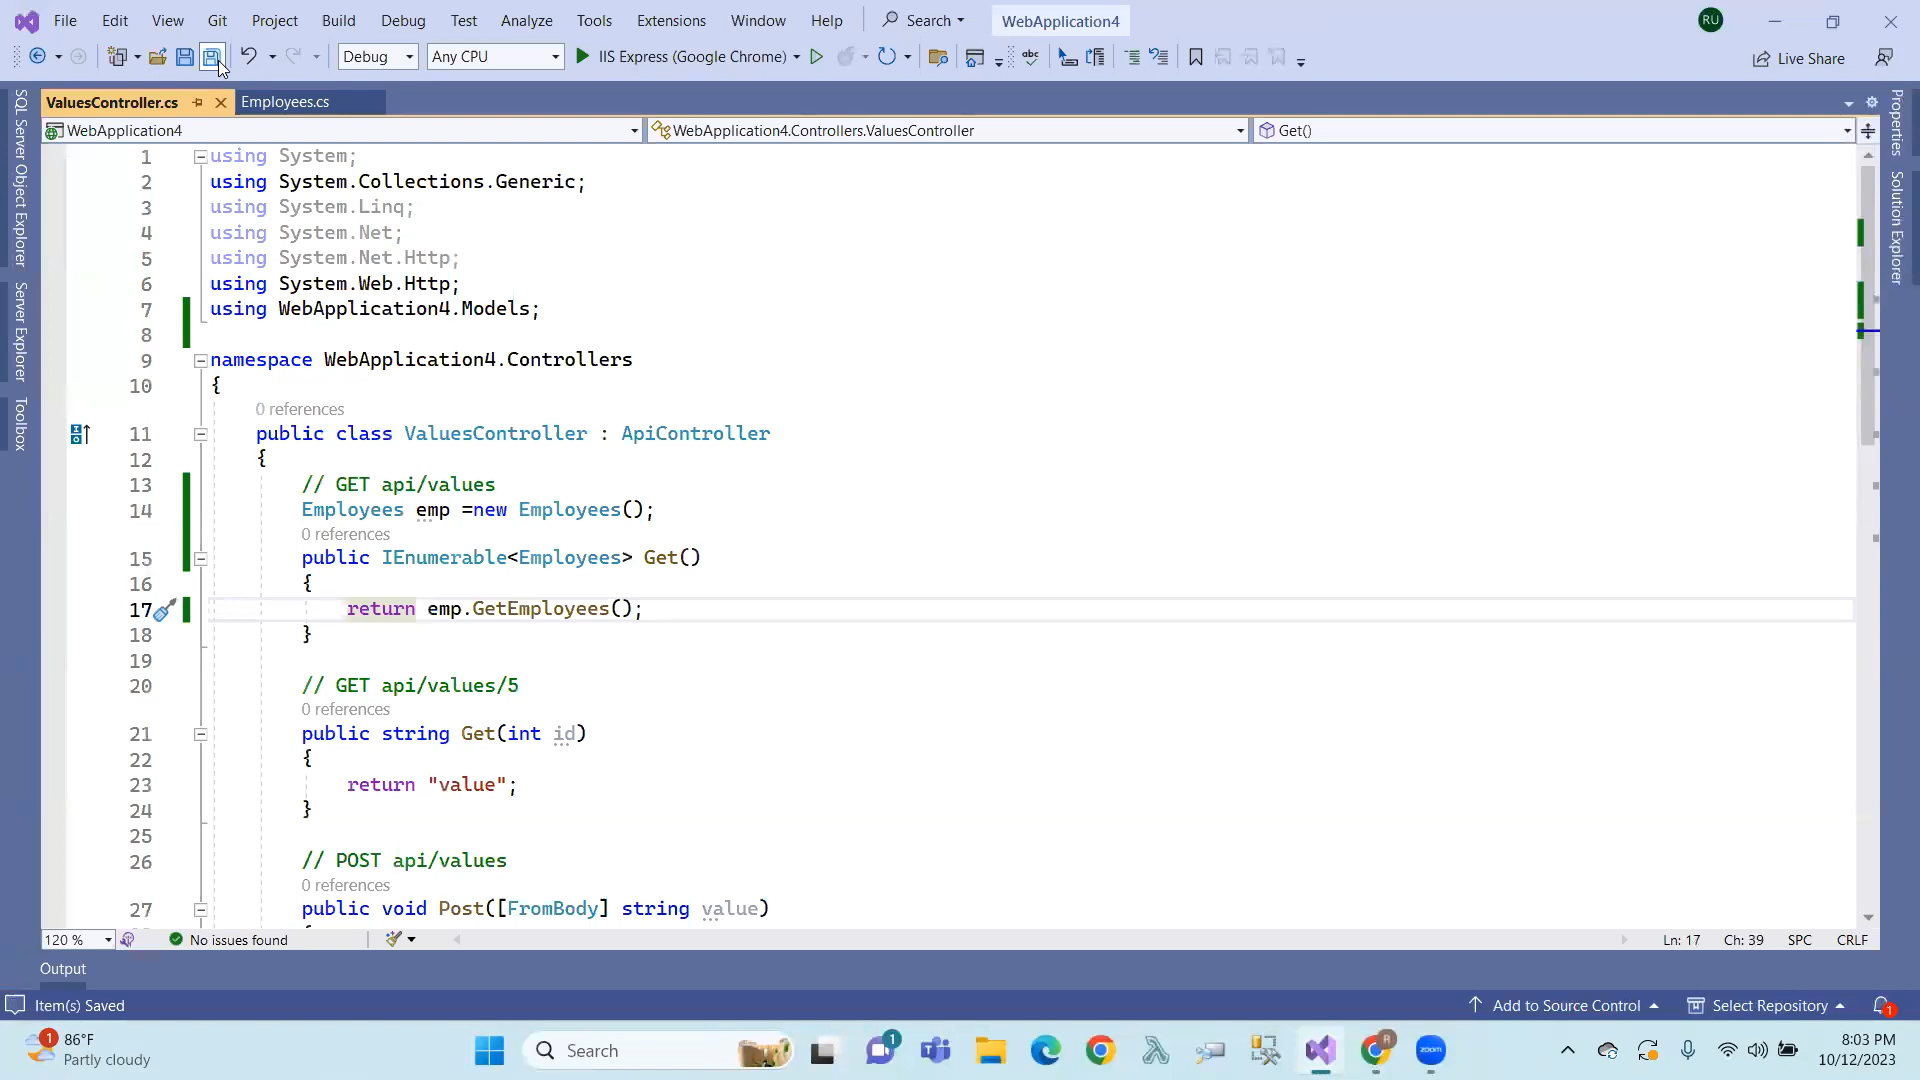 File Edit View Git Project Build Debug Test Analyze Tools Extensions Window Help Search WebApplication4 RU
Debug Any CPU IIS Express (Google Chrome) abc Live Share
ValuesController.cs Employees.cs
WebApplication4 WebApplication4.Controllers.ValuesController Get()
SQL Server Object Explorer
Server Explorer
Toolbox
Properties
Solution Explorer
1 using System;
2 using System.Collections.Generic;
3 using System.Linq;
4 using System.Net;
5 using System.Net.Http;
6 using System.Web.Http;
7 using WebApplication4.Models;
8
9 namespace WebApplication4.Controllers
10 {
0 references
11 public class ValuesController : ApiController
12 {
13 // GET api/values
14 Employees emp =new Employees();
0 references
15 public IEnumerable<Employees> Get()
16 {
17 return emp.GetEmployees();
18 }
19
20 // GET api/values/5
0 references
21 public string Get(int id)
22 {
23 return "value";
24 }
25
26 // POST api/values
0 references
27 public void Post([FromBody] string value)
120 % No issues found Ln: 17 Ch: 39 SPC CRLF
Output
Item(s) Saved Add to Source Control Select Repository 1
1 86°F Search 1 zoom 8:03 PM
Partly cloudy 10/12/2023